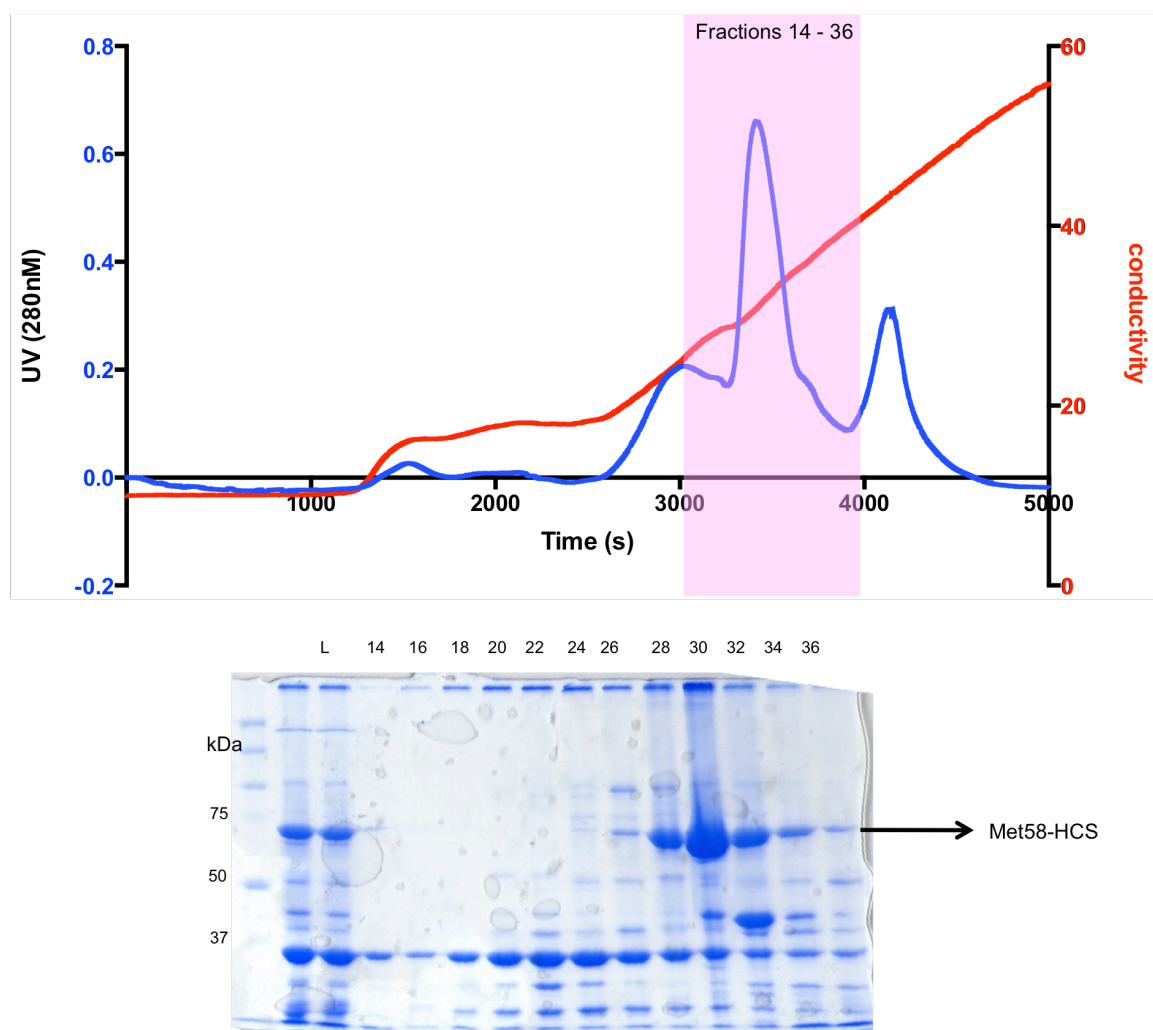 Fractions 14 - 36
0.8
0.6
0.4
0.2
0.0
-0.2
UV (280nM)
60
40
20
0
conductivity
1000 2000 3000 4000 5000
Time (s)
L 14 16 18 20 22 24 26 28 30 32 34 36
kDa
75
50
37
Met58-HCS